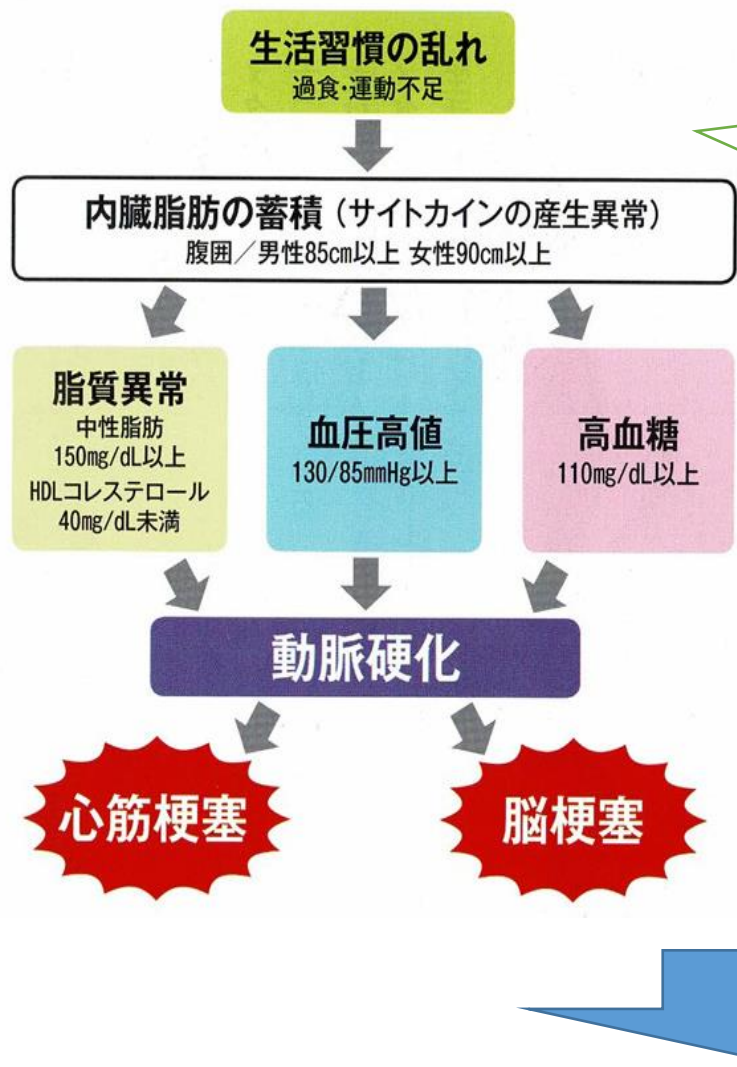 生活習慣の乱れ
過食・運動不足
内臓脂肪の蓄積(サイトカインの産生異常)
腹囲／男性85cm以上 女性90cm以上
脂質異常
中性脂肪
150mg/dL以上
HDLコレステロール
40mg/dL未満
血圧高値
130/85mmHg以上
高血糖
110mg/dL以上
動脈硬化
心筋梗塞
脳梗塞